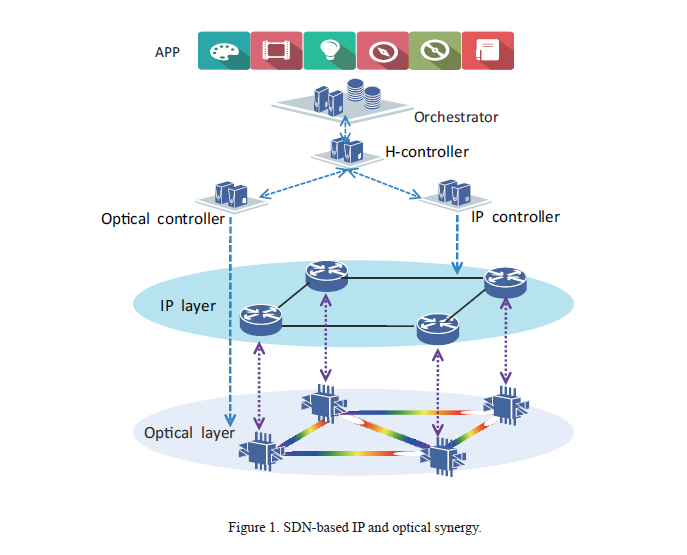 APP
Orchestrator
H-controller
Optical controller
IP controller
IP layer
Optical layer
Figure 1. SDN-based IP and optical synergy.